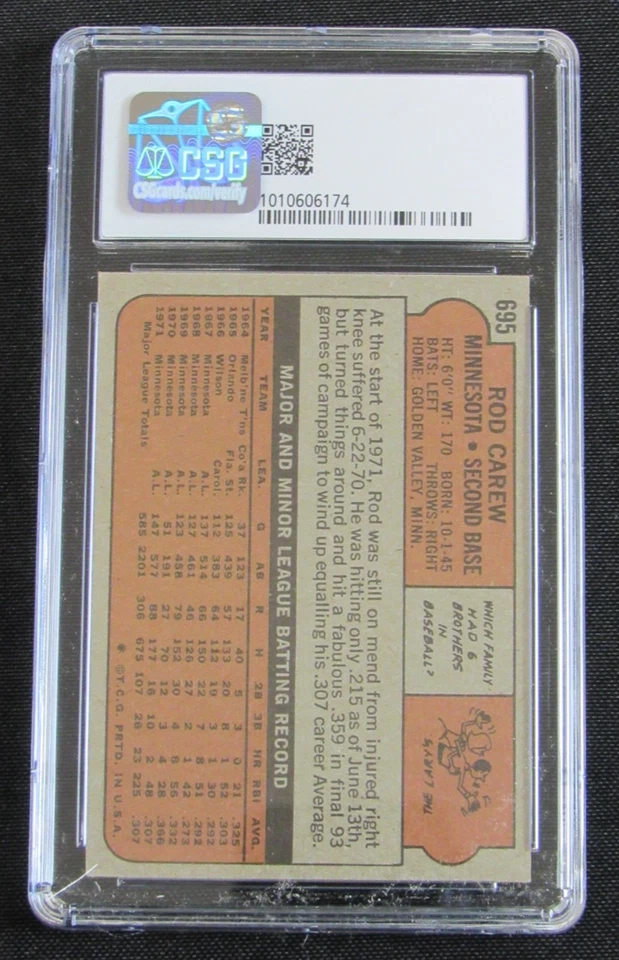 CSG
CSGcards.com/verify
1010606174
695
ROD CAREW
MINNESOTA • SECOND BASE
HT: 6'0" WT: 170 BORN: 10-1-45
BATS: LEFT THROWS: RIGHT
HOME: GOLDEN VALLEY, MINN.
WHICH FAMILY
HAD 6
BROTHERS
IN
BASEBALL?
THE LARYS
At the start of 1971, Rod was still on mend from injured right
knee suffered 6-22-70. He was hitting only .215 as of June 13th,
but turned things around and hit a fabulous .359 in final 93
games of campaign to wind up equalling his .307 career Average.
MAJOR AND MINOR LEAGUE BATTING RECORD
YEAR TEAM LEA. G AB R H 2B 3B HR RBI AVG.
1964 Melb'ne T'ns Co'a Rk. 37 123 17 40 5 3 0 21 .325
1965 Orlando Fla. St. 125 439 57 133 20 8 1 52 .303
1966 Wilson Carol. 112 383 64 112 19 3 1 30 .292
1967 Minnesota A.L. 137 514 66 150 22 7 8 51 .292
1968 Minnesota A.L. 127 461 46 126 27 2 1 42 .273
1969 Minnesota A.L. 123 458 79 152 30 4 8 56 .332
1970 Minnesota A.L. 51 191 27 70 12 3 4 28 .366
1971 Minnesota A.L. 147 577 88 177 16 10 2 48 .307
Major League Totals 585 2201 306 675 107 26 23 225 .307
* ©T.C.G. PRTD. IN U.S.A.